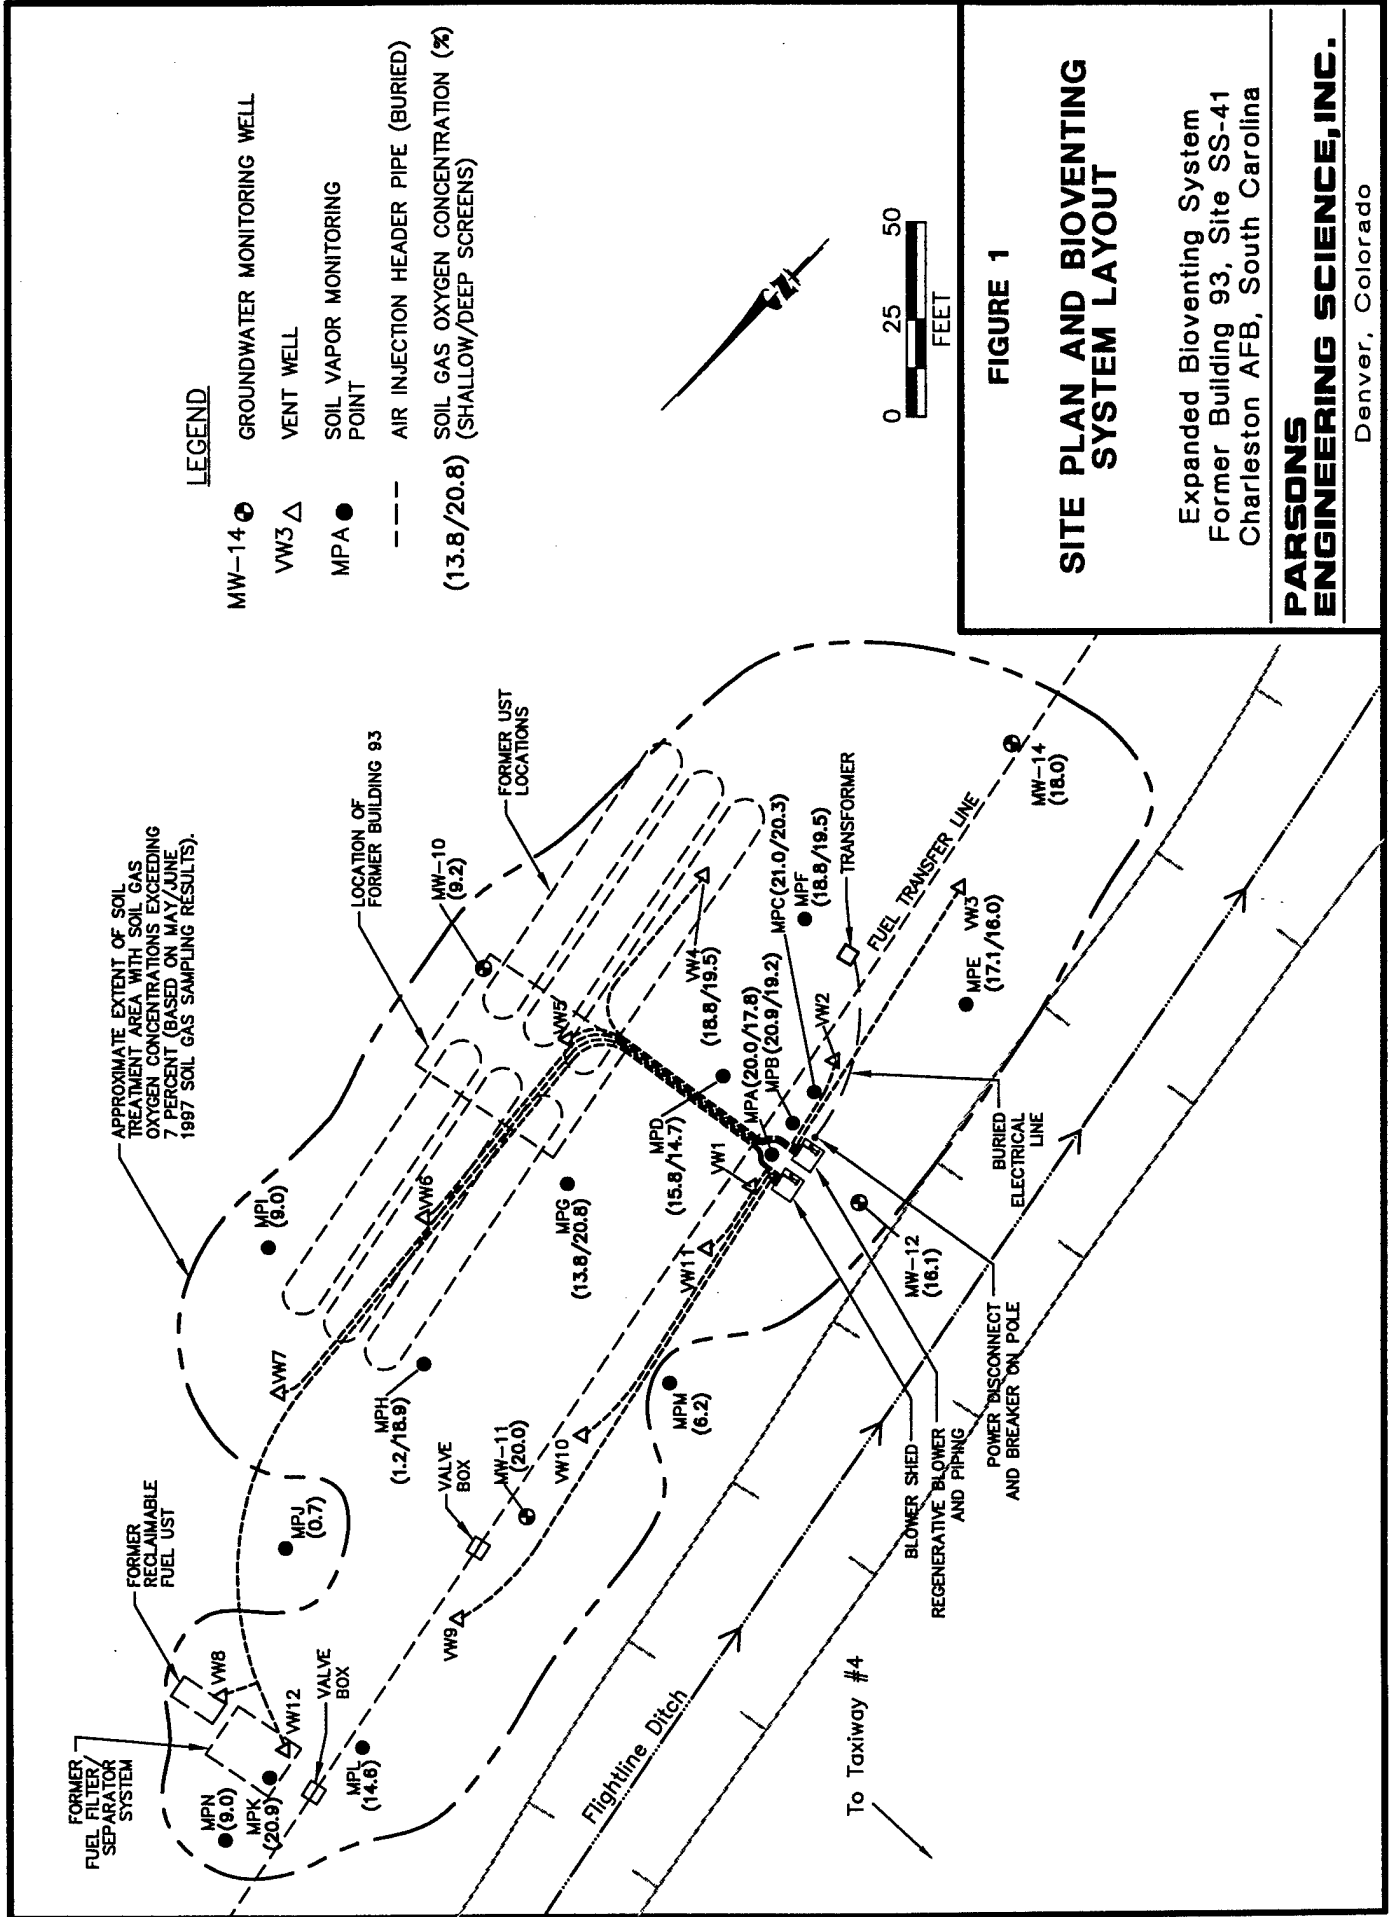 LEGEND
MW-14
GROUNDWATER MONITORING WELL
VW3
VENT WELL
MPA
SOIL VAPOR MONITORING
POINT
AIR INJECTION HEADER PIPE (BURIED)
(13.8/20.8)
SOIL GAS OXYGEN CONCENTRATION (%)
(SHALLOW/DEEP SCREENS)
APPROXIMATE EXTENT OF SOIL
TREATMENT AREA WITH SOIL GAS
OXYGEN CONCENTRATIONS EXCEEDING
7 PERCENT (BASED ON MAY/JUNE
1997 SOIL GAS SAMPLING RESULTS).
FORMER
RECLAIMABLE
FUEL UST
FORMER
FUEL FILTER/
SEPARATOR
SYSTEM
LOCATION OF
FORMER BUILDING 93
FORMER UST
LOCATIONS
MW-10
(9.2)
MPI
(9.0)
MPN
(9.0)
MPK
(20.9)
VW8
VW12
VALVE
BOX
MPL
(14.6)
MPJ
(0.7)
VW7
MPH
(1.2/18.9)
VW6
VW5
MPG
(13.8/20.8)
VW4
(18.8/19.5)
MPD
(15.8/14.7)
MPA(20.0/17.8)
MPB(20.9/19.2)
MPC(21.0/20.3)
MPF
(18.8/19.5)
TRANSFORMER
FUEL TRANSFER LINE
MW-14
(18.0)
VW3
MPE
(17.1/16.0)
VW2
VW1
VW11
VALVE
BOX
MW-11
(20.0)
VW10
VW9
MPM
(6.2)
MW-12
(16.1)
BURIED
ELECTRICAL
LINE
BLOWER SHED
REGENERATIVE BLOWER
AND PIPING
POWER DISCONNECT
AND BREAKER ON POLE
Flightline Ditch
To Taxiway #4
N
0 25 50
FEET
FIGURE 1
SITE PLAN AND BIOVENTING
SYSTEM LAYOUT
Expanded Bioventing System
Former Building 93, Site SS-41
Charleston AFB, South Carolina
PARSONS
ENGINEERING SCIENCE, INC.
Denver, Colorado